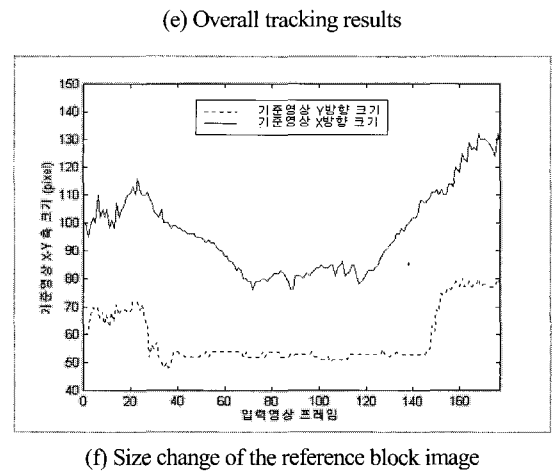 (e) Overall tracking results
150
140
130
120
110
100
90
80
70
60
50
40
기준영상 X-Y 축 크기 (pixel)
기준영상 Y방향 크기
기준영상 X방향 크기
0 20 40 60 80 100 120 140 160
입력영상 프레임
(f) Size change of the reference block image